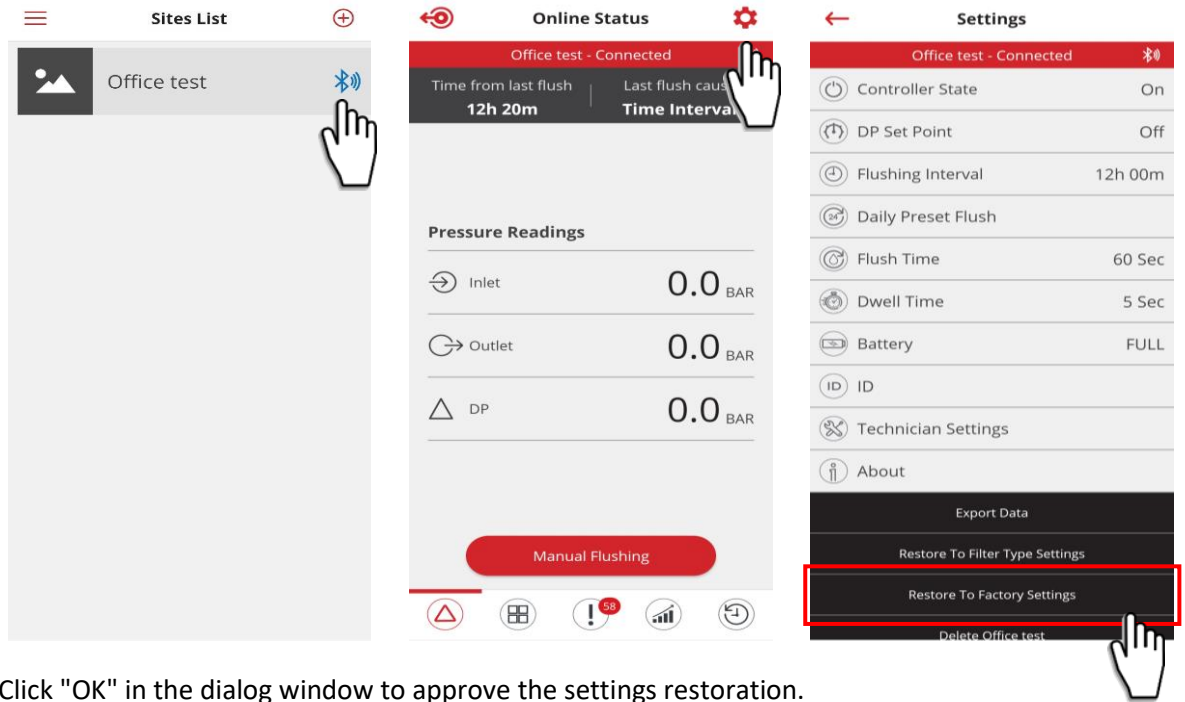 Sites List
Office test
Online Status
Office test - Connected
Time from last flush
12h 20m
Last flush
Time Interval
Pressure Readings
Inlet 0.0 BAR
Outlet 0.0 BAR
DP 0.0 BAR
Manual Flushing
58
Settings
Office test - Connected
Controller State On
DP Set Point Off
Flushing Interval 12h 00m
24
Daily Preset Flush
Flush Time 60 Sec
Dwell Time 5 Sec
Battery FULL
ID ID
Technician Settings
About
Export Data
Restore To Filter Type Settings
Restore To Factory Settings
Delete Office test
Click "OK" in the dialog window to approve the settings restoration.